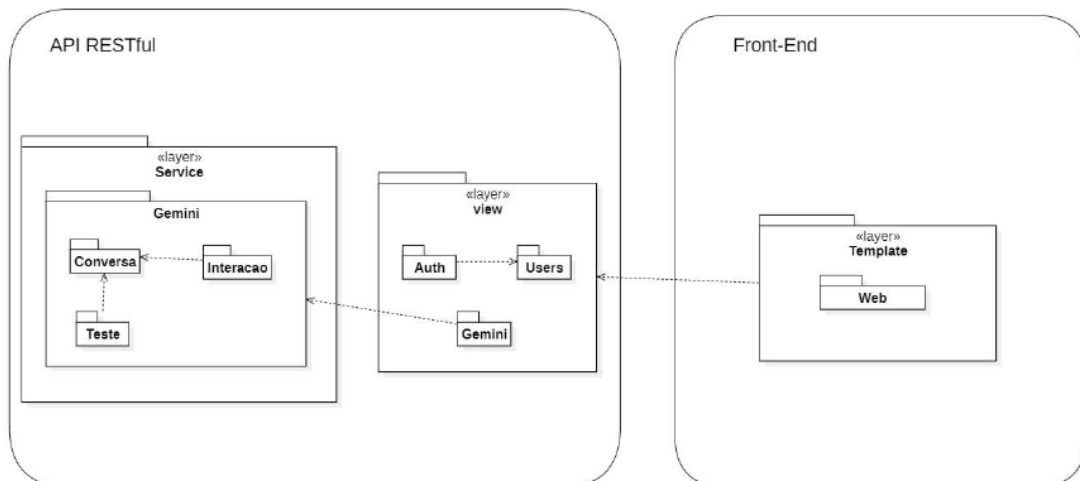 API RESTful
Front-End
«layer»
Service
Gemini
Conversa
Interacao
Teste
«layer»
view
Auth
Users
Gemini
«layer»
Template
Web